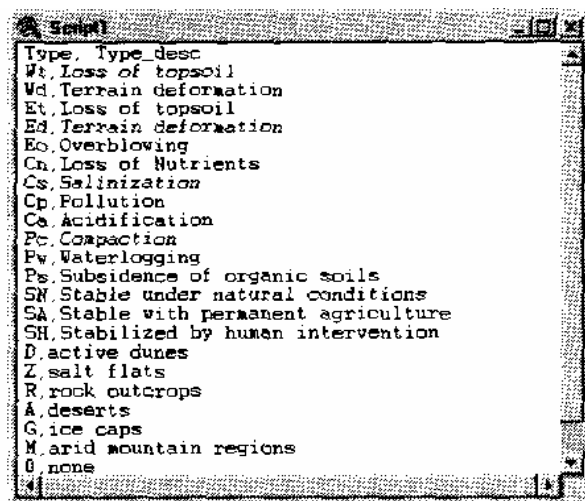 Script1
Type, Type_desc
Wt,Loss of topsoil
Wd,Terrain deformation
Et,Loss of topsoil
Ed,Terrain deformation
Eo,Overblowing
Cn,Loss of Nutrients
Cs,Salinization
Cp,Pollution
Ca,Acidification
Pc,Compaction
Pw,Waterlogging
Ps,Subsidence of organic soils
SN,Stable under natural conditions
SA,Stable with permanent agriculture
SH,Stabilized by human intervention
D,active dunes
Z,salt flats
R,rock outcrops
A,deserts
G,ice caps
M,arid mountain regions
O,none